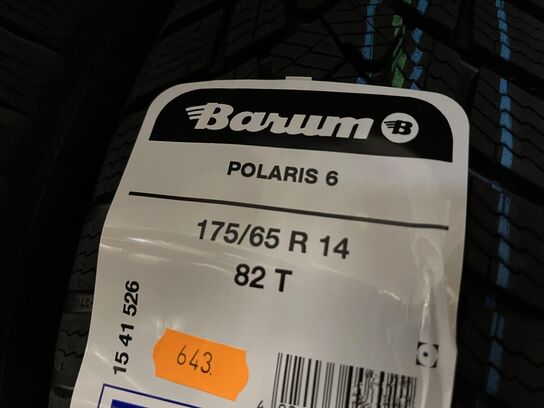 Barum B
POLARIS 6
175/65 R 14
82 T
15 41 526
643